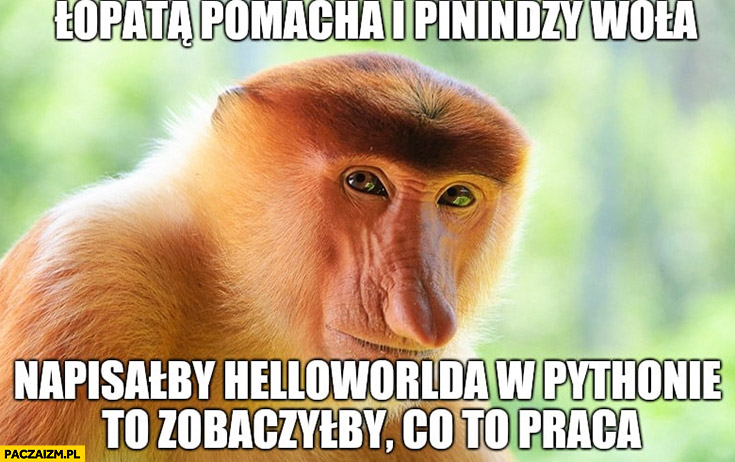 ŁOPATĄ POMACHA I PININDZY WOŁA
NAPISAŁBY HELLOWORLDA W PYTHONIE
TO ZOBACZYŁBY, CO TO PRACA
PACZAIZM.PL